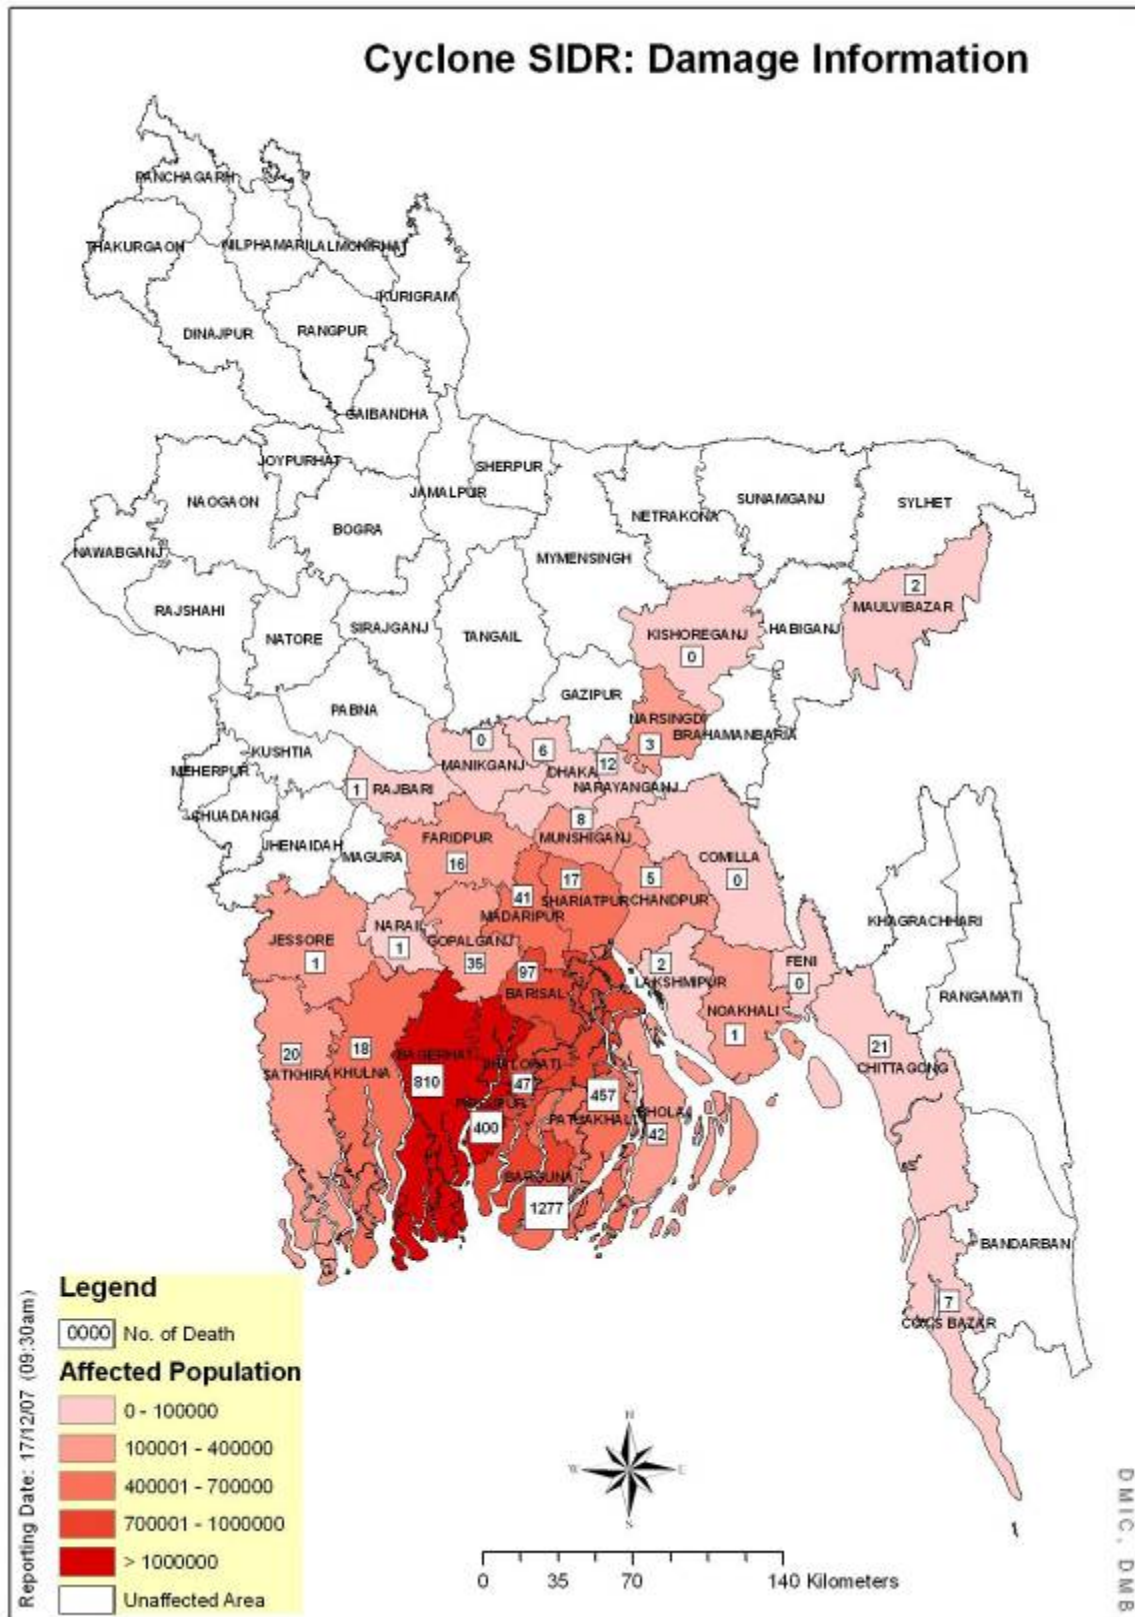 Cyclone SIDR: Damage Information
PANCHAGARH
THAKURGAON
NILPHAMARI
LALMONIRHAT
KURIGRAM
DINAJPUR
RANGPUR
GAIBANDHA
JOYPURHAT
SHERPUR
NAOGAON
JAMALPUR
SUNAMGANJ
SYLHET
NETRAKONA
BOGRA
NAWABGANJ
MYMENSINGH
2
MAULVIBAZAR
RAJSHAHI
SIRAJGANJ
NATORE
TANGAIL
KISHOREGANJ
0
HABIGANJ
GAZIPUR
PABNA
NARSINGDI
3
BRAHAMANBARIA
KUSHTIA
0
MANIKGANJ
6
DHAKA
12
NARAYANGANJ
MEHERPUR
1
RAJBARI
CHUADANGA
8
MUNSHIGANJ
JHENAIDAH
MAGURA
FARIDPUR
16
COMILLA
0
17
SHARIATPUR
5
CHANDPUR
41
MADARIPUR
KHAGRACHHARI
JESSORE
1
NARAIL
1
GOPALGANJ
35
97
BARISAL
2
LAKSHMIPUR
FENI
0
RANGAMATI
NOAKHALI
1
20
SATKHIRA
18
KHULNA
BAGERHAT
810
JHALOKATI
47
PIROJPUR
400
457
PATUAKHALI
BHOLA
42
21
CHITTAGONG
BARGUNA
1277
BANDARBAN
7
COXS BAZAR
Legend
0000 No. of Death
Affected Population
0 - 100000
100001 - 400000
400001 - 700000
700001 - 1000000
> 1000000
Unaffected Area
Reporting Date: 17/12/07 (09:30am)
N
W E
S
0 35 70 140 Kilometers
DMIC, DMB